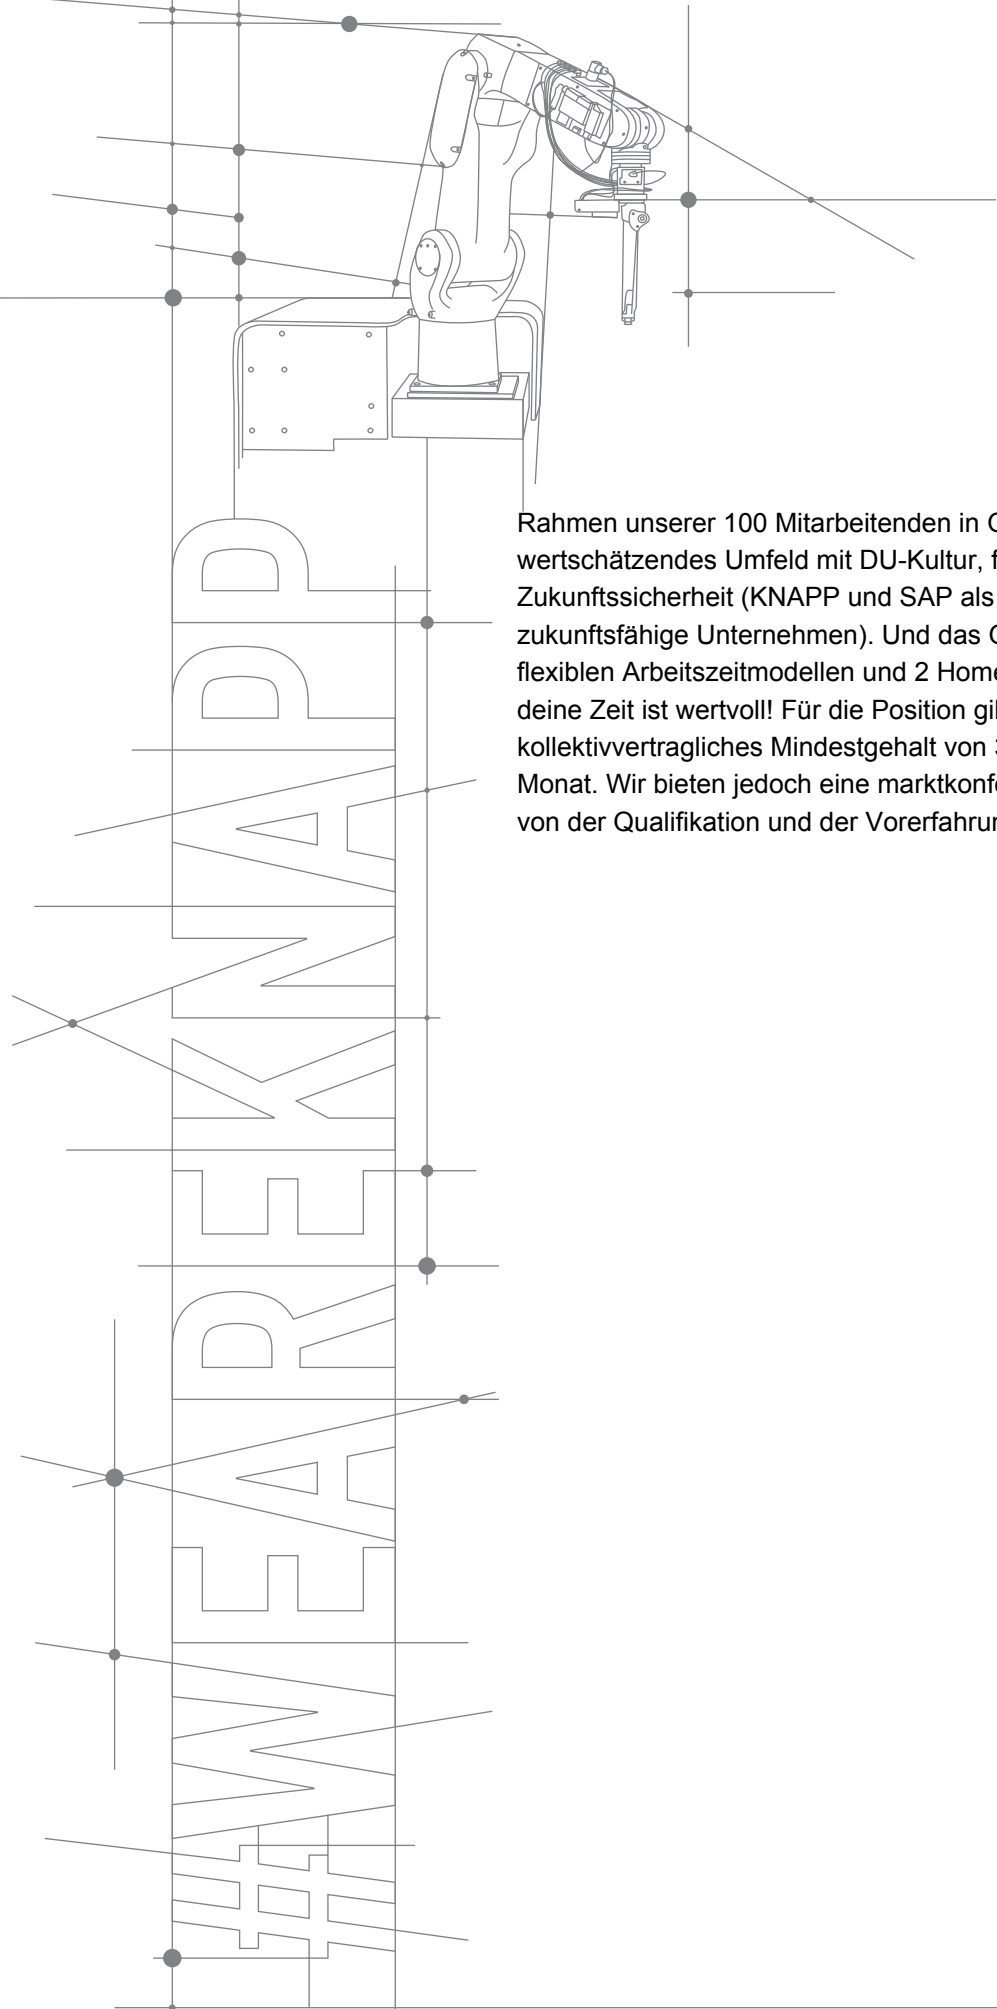 #WEAREKNAPP
Rahmen unserer 100 Mitarbeitenden in
wertschätzendes Umfeld mit DU-Kultur,
Zukunftssicherheit (KNAPP und SAP als
zukunftsfähige Unternehmen). Und das
flexiblen Arbeitszeitmodellen und 2 Home
deine Zeit ist wertvoll! Für die Position
kollektivvertragliches Mindestgehalt von
Monat. Wir bieten jedoch eine
von der Qualifikation und der